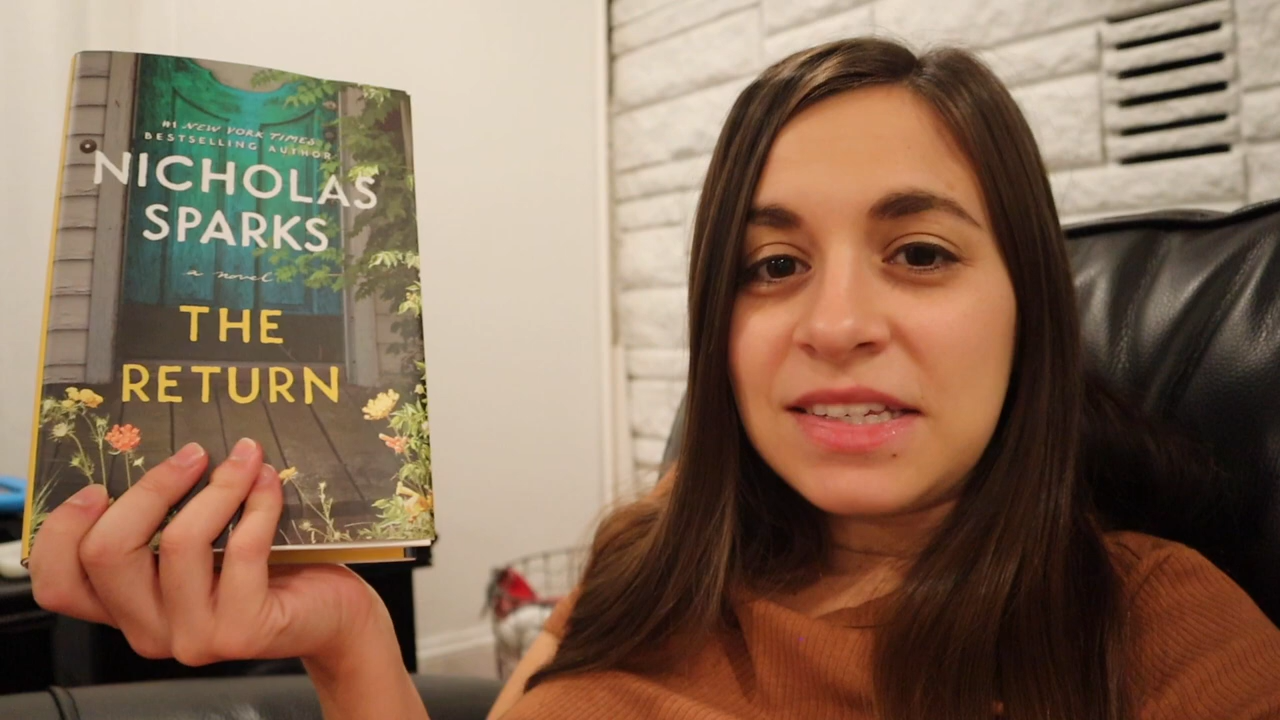 #1 NEW YORK TIMES
BESTSELLING AUTHOR
NICHOLAS
SPARKS
a novel
THE
RETURN